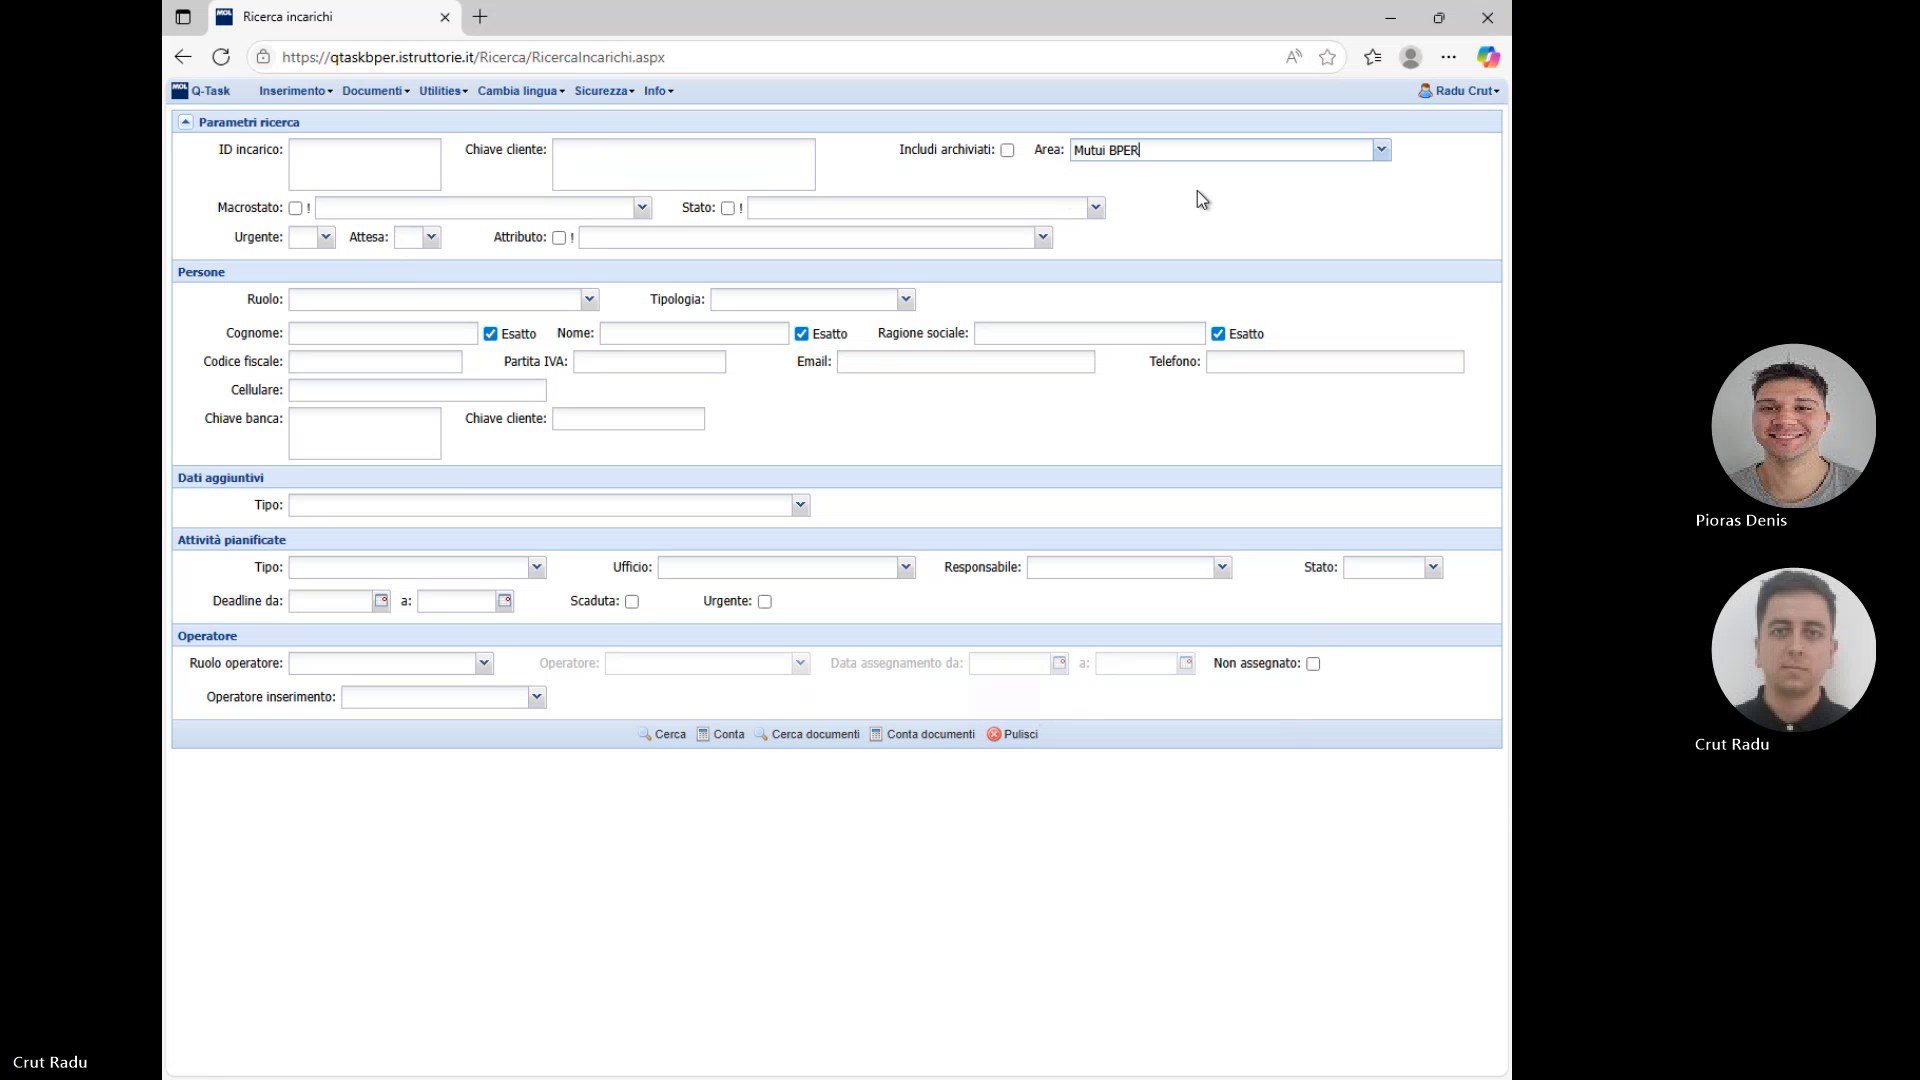 Ricerca incarichi
https://qtaskbper.istruttorie.it/Ricerca/RicercaIncarichi.aspx
MOL Q-Task Inserimento Documenti Utilities Cambia lingua Sicurezza Info Radu Crut
Parametri ricerca
ID incarico: Chiave cliente: Includi archiviati: Area: Mutui BPER
Macrostato: ! Stato: !
Urgente: Attesa: Attributo: !
Persone
Ruolo: Tipologia:
Cognome: Esatto Nome: Esatto Ragione sociale: Esatto
Codice fiscale: Partita IVA: Email: Telefono:
Cellulare:
Chiave banca: Chiave cliente:
Dati aggiuntivi
Tipo:
Attività pianificate
Tipo: Ufficio: Responsabile: Stato:
Deadline da: a: Scaduta: Urgente:
Operatore
Ruolo operatore: Operatore: Data assegnamento da: a: Non assegnato:
Operatore inserimento:
Cerca Conta Cerca documenti Conta documenti Pulisci
Pioras Denis
Crut Radu
Crut Radu